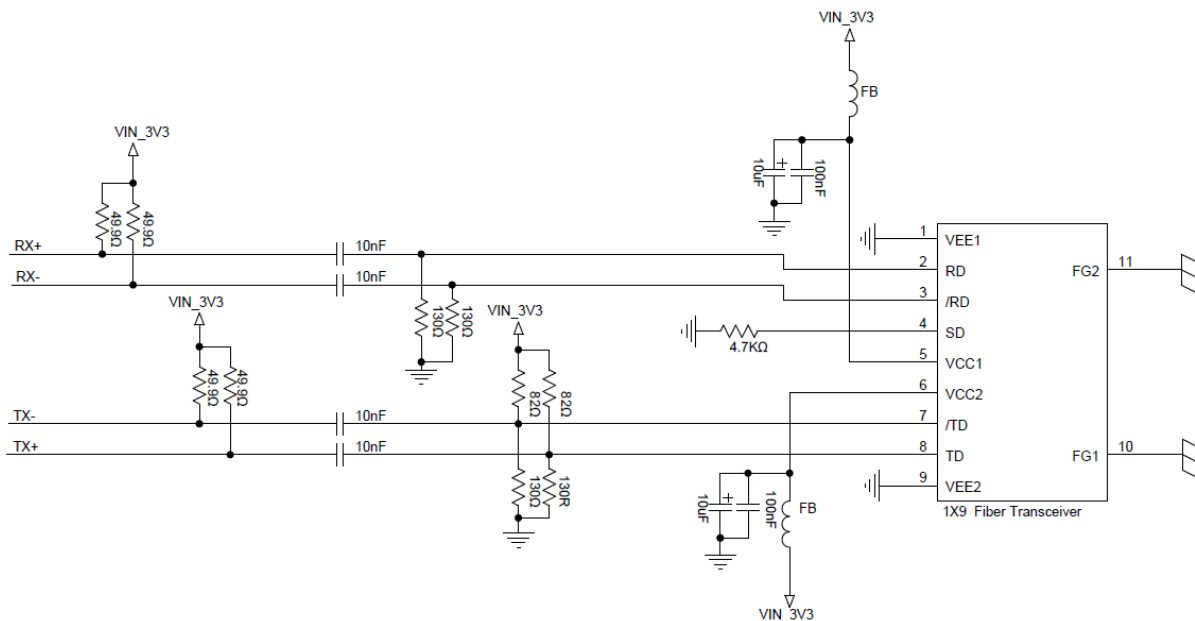 VIN_3V3
FB
10uF
+
100nF
VIN_3V3
49.9Ω
49.9Ω
RX+
10nF
RX-
10nF
130Ω
130Ω
VIN_3V3
49.9Ω
49.9Ω
VIN_3V3
82Ω
82Ω
TX-
10nF
TX+
10nF
130Ω
130R
4.7KΩ
1
VEE1
2
RD
3
/RD
4
SD
5
VCC1
6
VCC2
7
/TD
8
TD
9
VEE2
FG2
11
FG1
10
1X9 Fiber Transceiver
10uF
+
100nF
FB
VIN_3V3